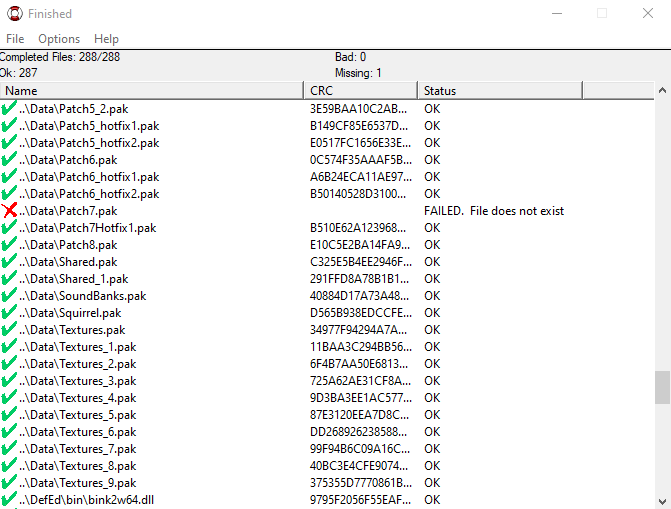 Finished
File Options Help
Completed Files: 288/288 Bad: 0
Ok: 287 Missing: 1
Name CRC Status
..\Data\Patch5_2.pak 3E59BAA10C2AB... OK
..\Data\Patch5_hotfix1.pak B149CF85E6537D... OK
..\Data\Patch5_hotfix2.pak E0517FC1656E33E... OK
..\Data\Patch6.pak 0C574F35AAAF5B... OK
..\Data\Patch6_hotfix1.pak A6B24ECA11AE97... OK
..\Data\Patch6_hotfix2.pak B50140528D3100... OK
..\Data\Patch7.pak FAILED. File does not exist
..\Data\Patch7Hotfix1.pak B510E62A123968... OK
..\Data\Patch8.pak E10C5E2BA14FA9... OK
..\Data\Shared.pak C325E5B4EE2946F... OK
..\Data\Shared_1.pak 291FFD8A78B1B1... OK
..\Data\SoundBanks.pak 40884D17A73A48... OK
..\Data\Squirrel.pak D565B938EDCCFE... OK
..\Data\Textures.pak 34977F94294A7A... OK
..\Data\Textures_1.pak 11BAA3C294BB56... OK
..\Data\Textures_2.pak 6F4B7AA50E6813... OK
..\Data\Textures_3.pak 725A62AE31CF8A... OK
..\Data\Textures_4.pak 9D3BA3EE1AC577... OK
..\Data\Textures_5.pak 87E3120EEA7D8C... OK
..\Data\Textures_6.pak DD268926238588... OK
..\Data\Textures_7.pak 99F94B6C09A16C... OK
..\Data\Textures_8.pak 40BC3E4CFE9074... OK
..\Data\Textures_9.pak 375355D7770861B... OK
..\DefEd\bin\bink2w64.dll 9795F2056F55EAF... OK